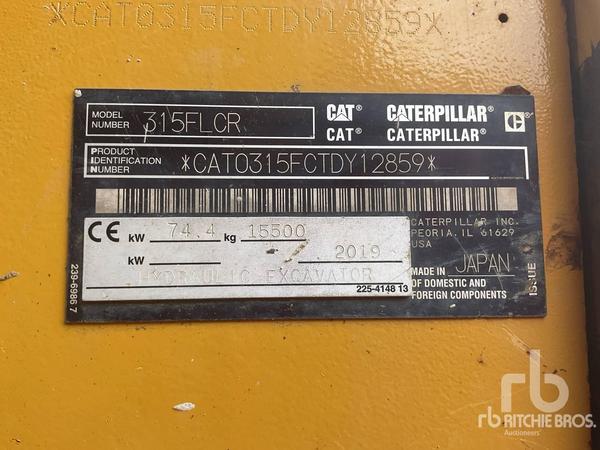 *CAT0315FCTDY12859*
MODEL NUMBER 315FLCR CAT CATERPILLAR C
CAT® CATERPILLAR®
PRODUCT IDENTIFICATION NUMBER *CAT0315FCTDY12859*
CE kW 74.4 kg 15500
kW 2019
HYDRAULIC EXCAVATOR
225-4148 13
CATERPILLAR INC.
PEORIA. IL 61629
USA
MADE IN JAPAN
OF DOMESTIC AND
FOREIGN COMPONENTS
ISSUE
239-6986 7
rb
rb RITCHIE BROS.
Auctioneers